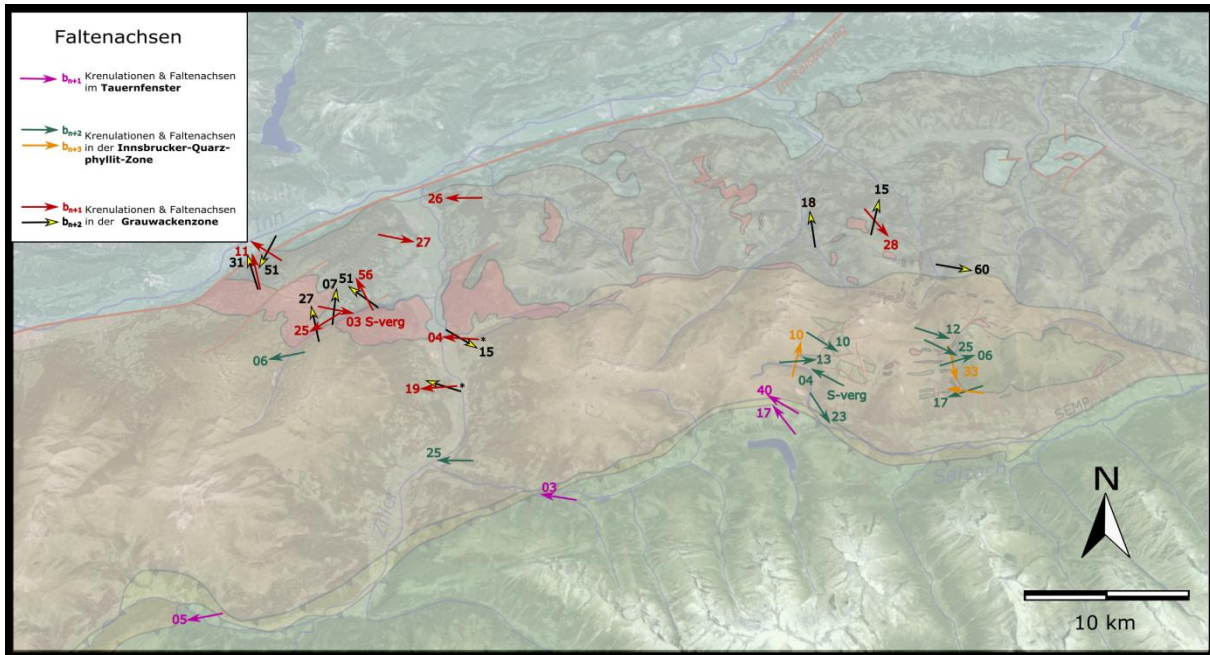 Faltenachsen
bn+1 Krenulationen & Faltenachsen
im Tauernfenster
bn+2 Krenulationen & Faltenachsen
bn+3 in der Innsbrucker-Quarz-
phyllit-Zone
bn+1 Krenulationen & Faltenachsen
bn+2 in der Grauwackenzone
Inntalstörung
Inn
26
27
11
31
51
18
15
28
60
51
56
07
27
25
03 S-verg
06
04
*
15
19
*
25
10
10
13
04
S-verg
23
12
25
06
33
17
40
17
SEMP
Salzach
Ziller
03
05
N
10 km